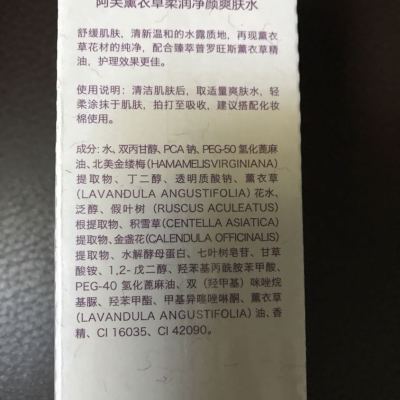 阿芙薰衣草柔润净颜爽肤水
舒缓肌肤，清新温和的水露质地，再现薰衣
草花材的纯净，配合臻萃普罗旺斯薰衣草精
油，护理效果更佳。
使用说明：清洁肌肤后，取适量爽肤水，轻
柔涂抹于肌肤，拍打至吸收，建议搭配化妆
棉使用。
成分：水、双丙甘醇、PCA 钠、PEG-50 氢化蓖麻
油、北美金缕梅（HAMAMELISVIRGINIANA）
提取物、丁二醇、透明质酸钠、薰衣草
(LAVANDULA ANGUSTIFOLIA) 花水、
泛醇、假叶树（RUSCUS ACULEATUS）
根提取物、积雪草（CENTELLA ASIATICA）
提取物、金盏花(CALENDULA OFFICINALIS)
提取物、水解酵母蛋白、七叶树皂苷、甘草
酸铵、1,2- 戊二醇、羟苯基丙酰胺苯甲酸、
PEG-40 氢化蓖麻油、双（羟甲基）咪唑烷
基脲、羟苯甲酯、甲基异噻唑啉酮、薰衣草
(LAVANDULA ANGUSTIFOLIA) 油、香
精、CI 16035、CI 42090。